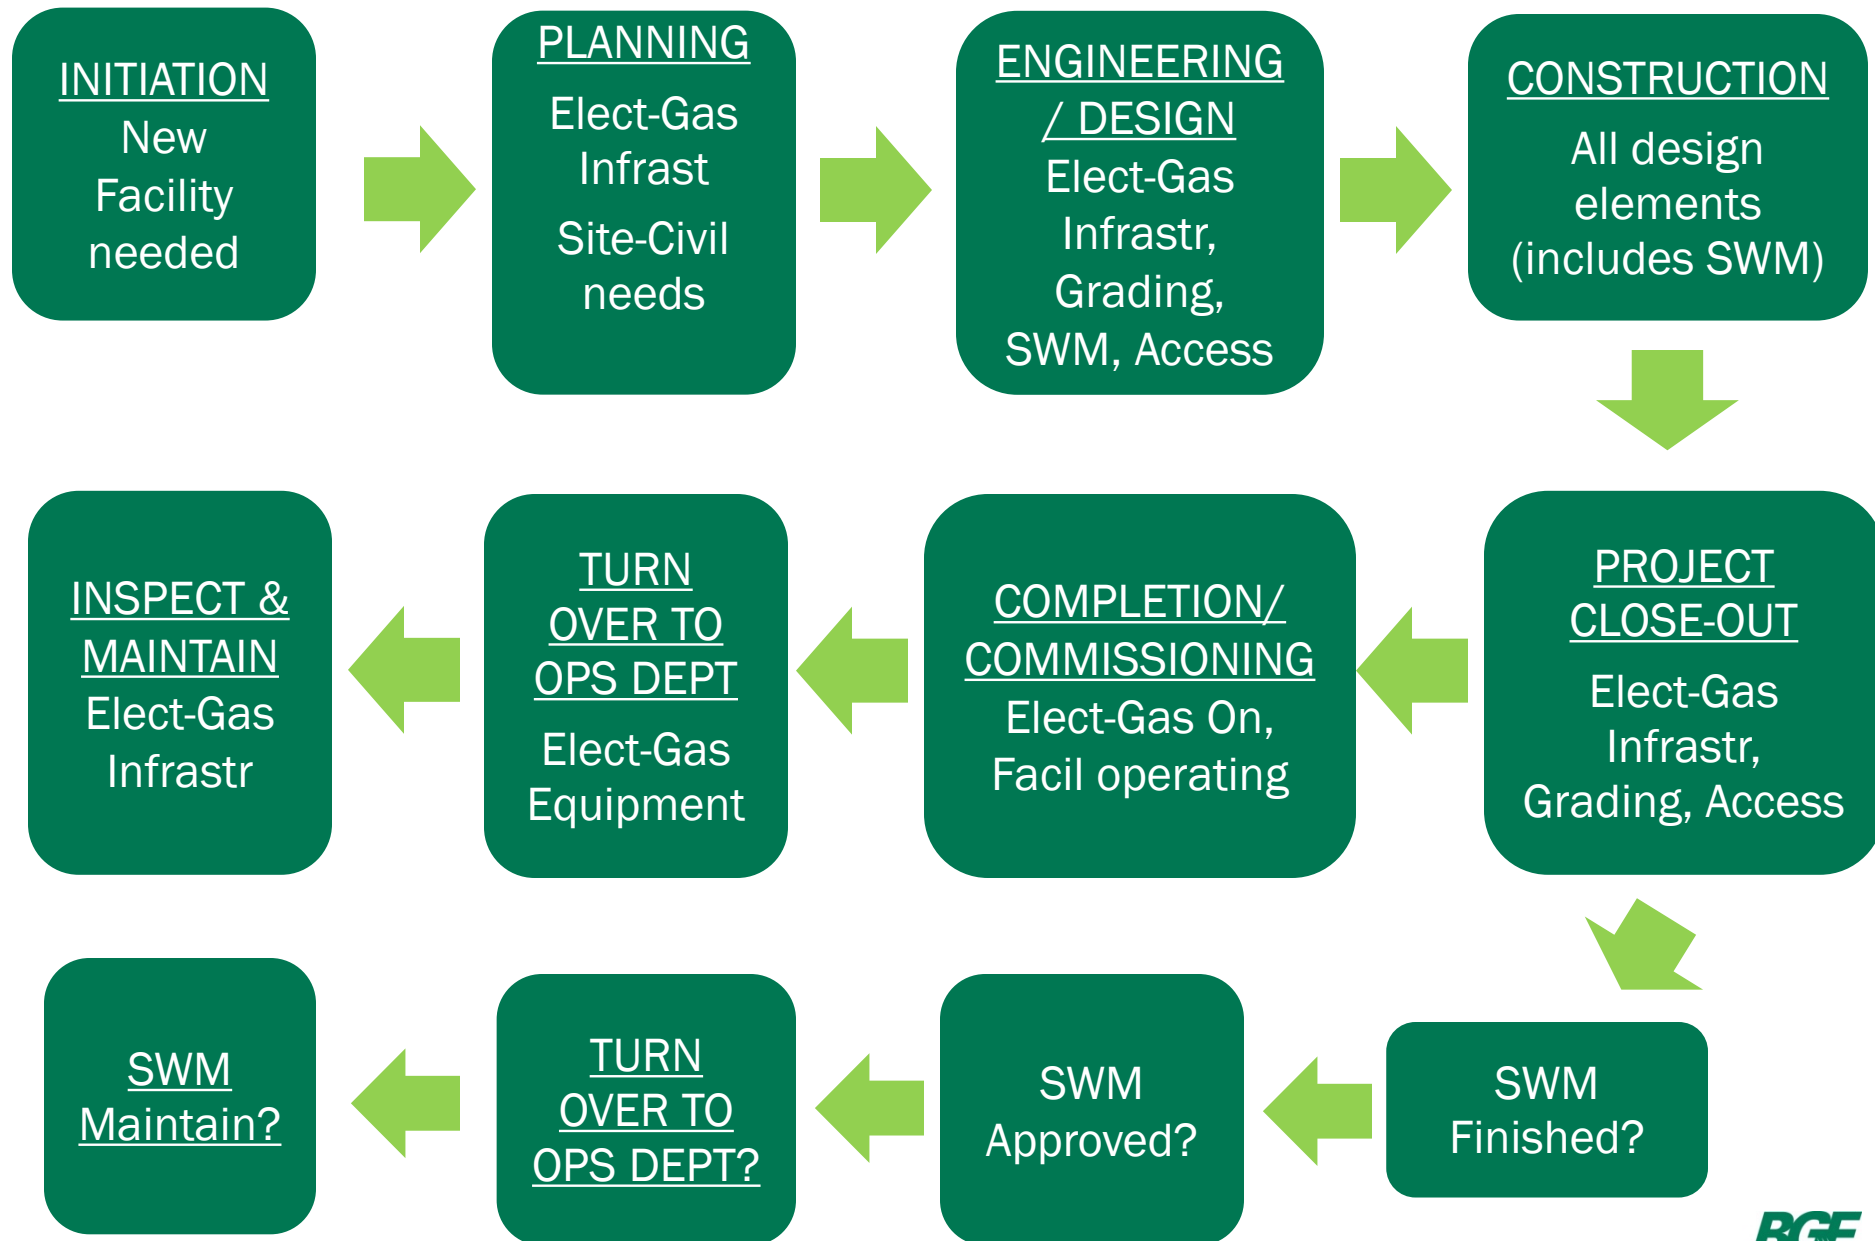 INITIATION
New
Facility
needed
PLANNING
Elect-Gas
Infrast
Site-Civil
needs
ENGINEERING
/ DESIGN
Elect-Gas
Infrastr,
Grading,
SWM, Access
CONSTRUCTION
All design
elements
(includes SWM)
PROJECT
CLOSE-OUT
Elect-Gas
Infrastr,
Grading, Access
COMPLETION/
COMMISSIONING
Elect-Gas On,
Facil operating
TURN
OVER TO
OPS DEPT
Elect-Gas
Equipment
INSPECT &
MAINTAIN
Elect-Gas
Infrastr
SWM
Finished?
SWM
Approved?
TURN
OVER TO
OPS DEPT?
SWM
Maintain?
BGE